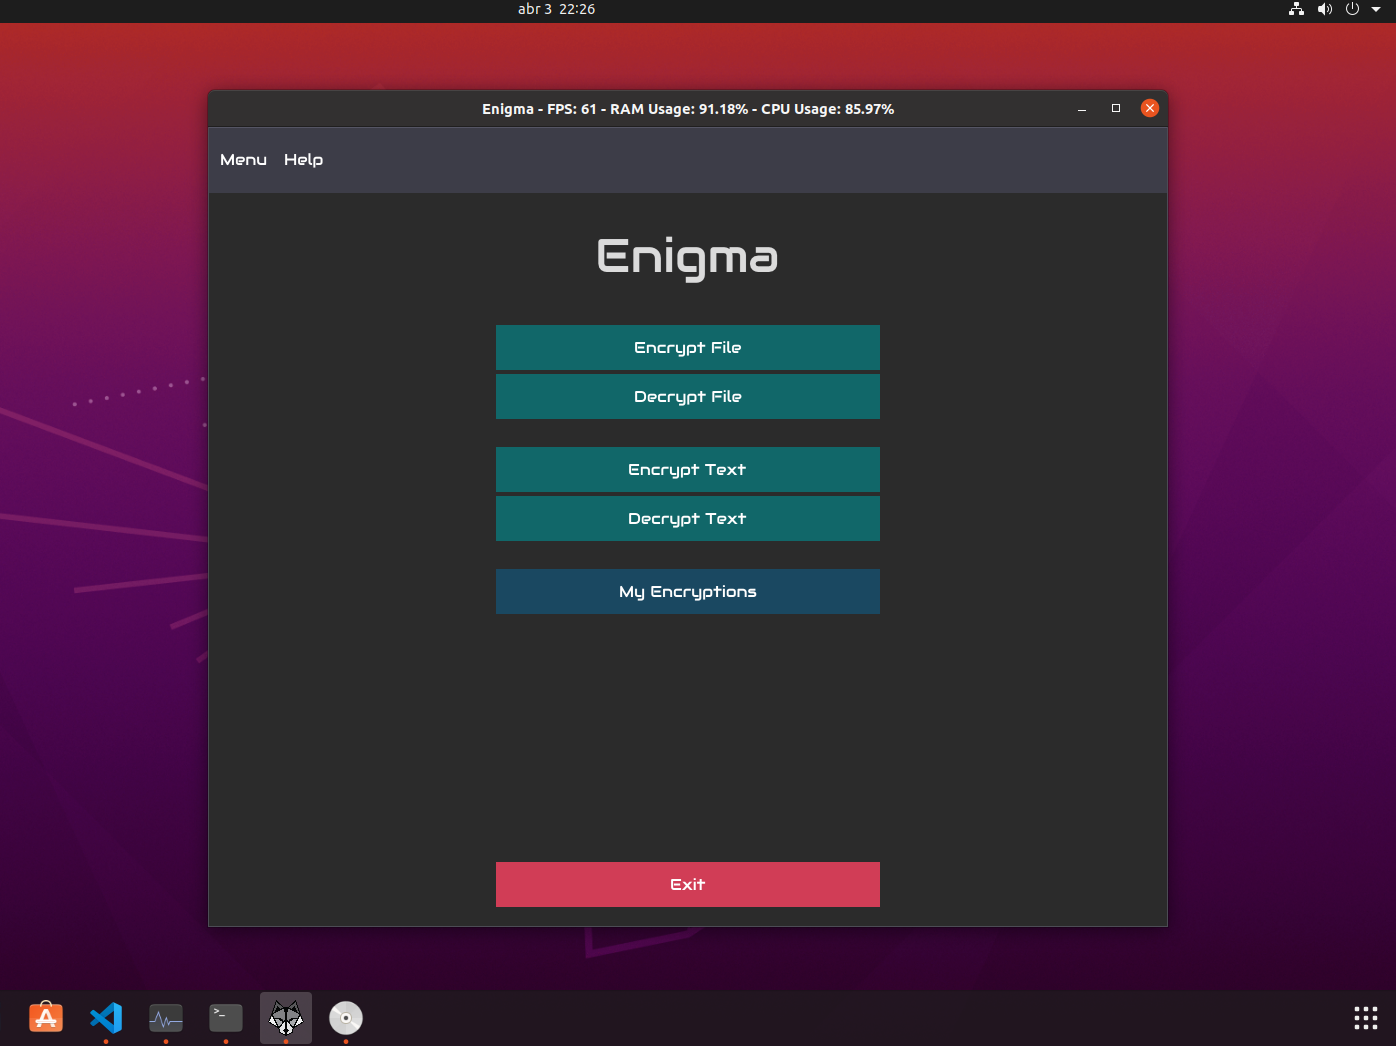 abr 3 22:26
Enigma - FPS: 61 - RAM Usage: 91.18% - CPU Usage: 85.97%
Menu Help
Enigma
Encrypt File
Decrypt File
Encrypt Text
Decrypt Text
My Encryptions
Exit